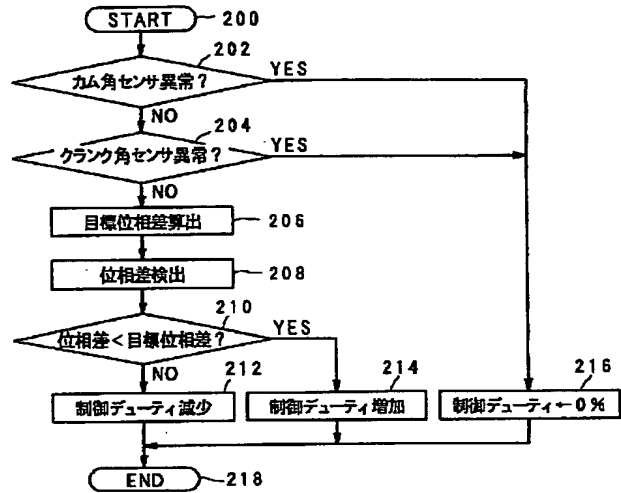 START
200
202
カム角センサ異常?
YES
NO
204
クランク角センサ異常?
YES
NO
目標位相差算出
206
位相差検出
208
210
位相差<目標位相差?
YES
NO
212
制御デューティ減少
214
制御デューティ増加
216
制御デューティ←0%
END
218